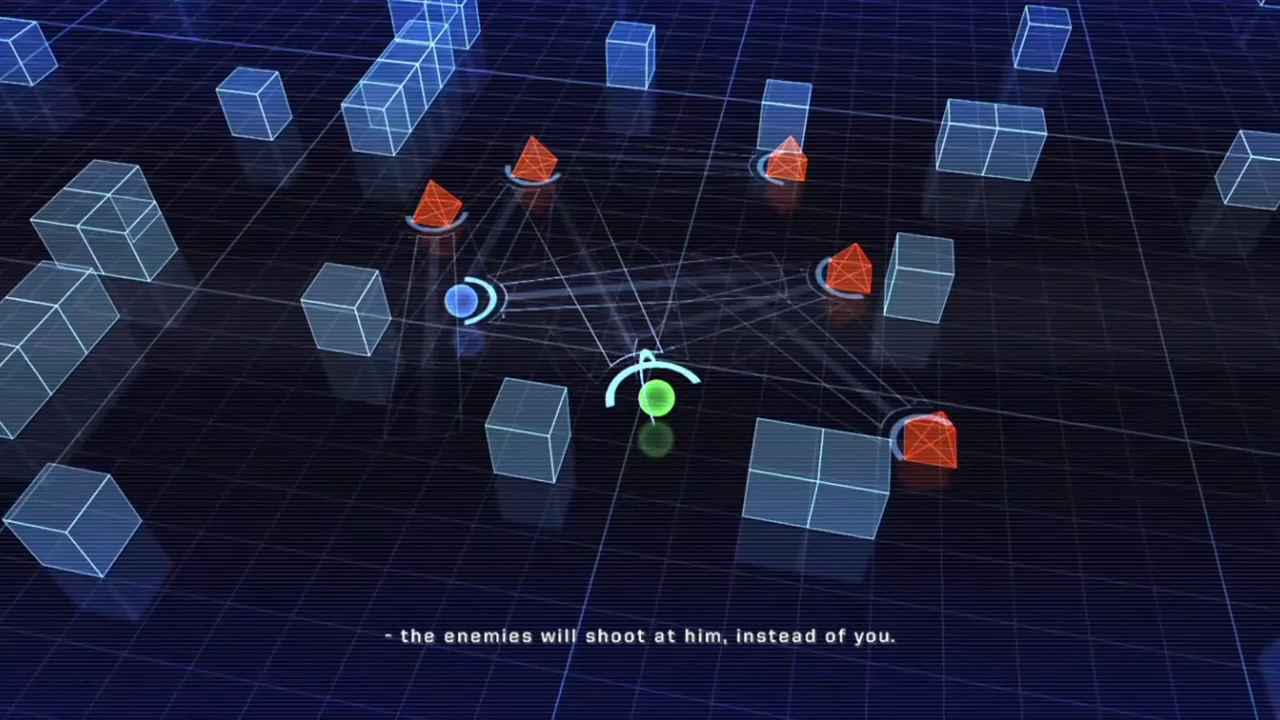 - the enemies will shoot at him, instead of you.